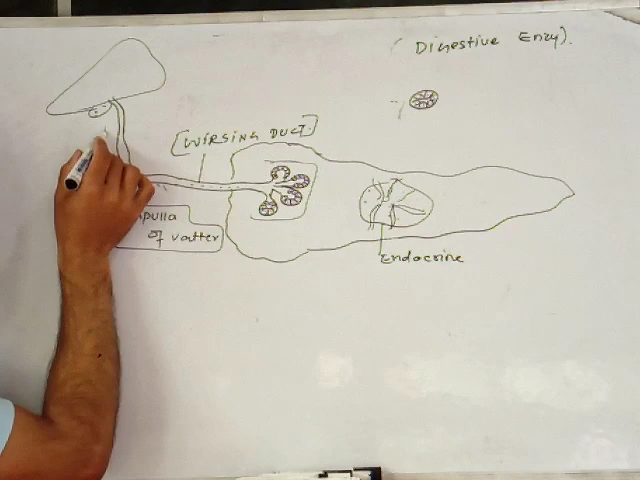 ( Digestive Enzy).
[WIRSING DUCT]
pulla
of vatter
Endocrine